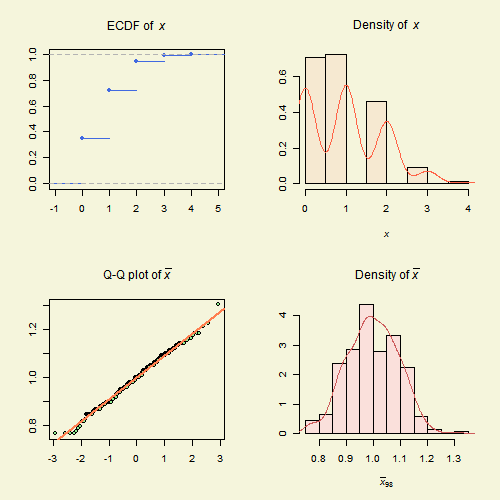 ECDF of x
Density of x
0.0 0.2 0.4 0.6 0.8 1.0
-1 0 1 2 3 4 5
0.0 0.2 0.4 0.6
0 1 2 3 4
x
Q-Q plot of x̅
Density of x̅
0.8 1.0 1.2
-3 -2 -1 0 1 2 3
0 1 2 3 4
0.8 0.9 1.0 1.1 1.2 1.3
x̅98